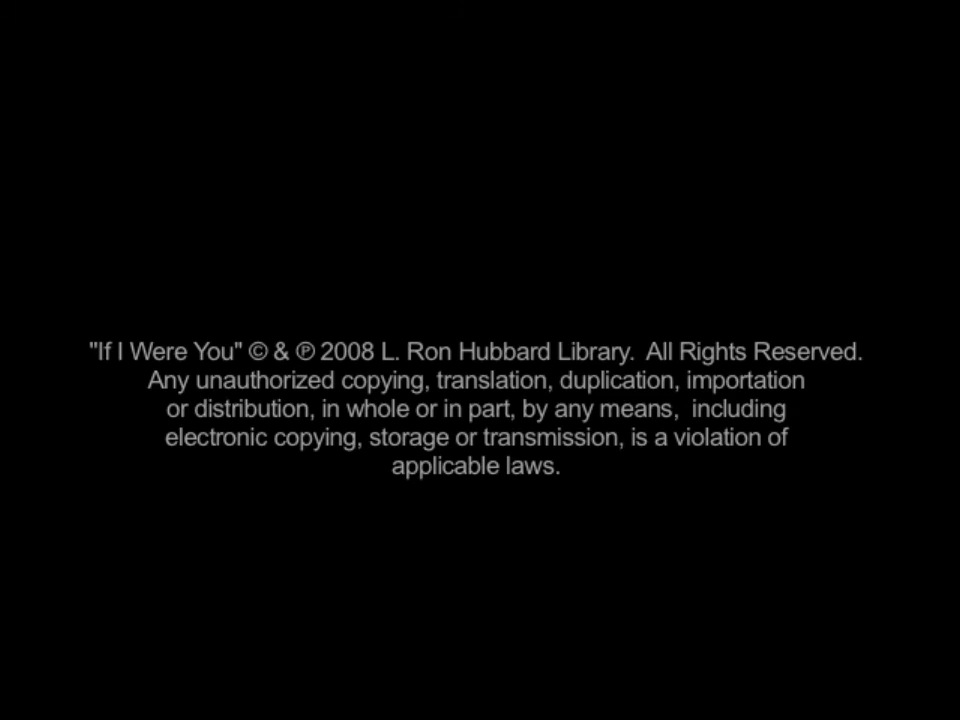 "If I Were You" © & ℗ 2008 L. Ron Hubbard Library.  All Rights Reserved.
Any unauthorized copying, translation, duplication, importation
or distribution, in whole or in part, by any means,  including
electronic copying, storage or transmission, is a violation of
applicable laws.